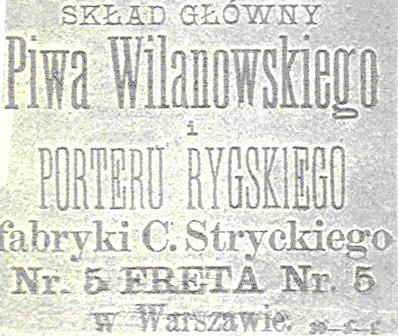 SKŁAD GŁÓWNY
Piwa Wilanowskiego
i
PORTERU RYGSKIEGO
fabryki C. Stryckiego
Nr. 5 FRETA Nr. 5
w Warszawie